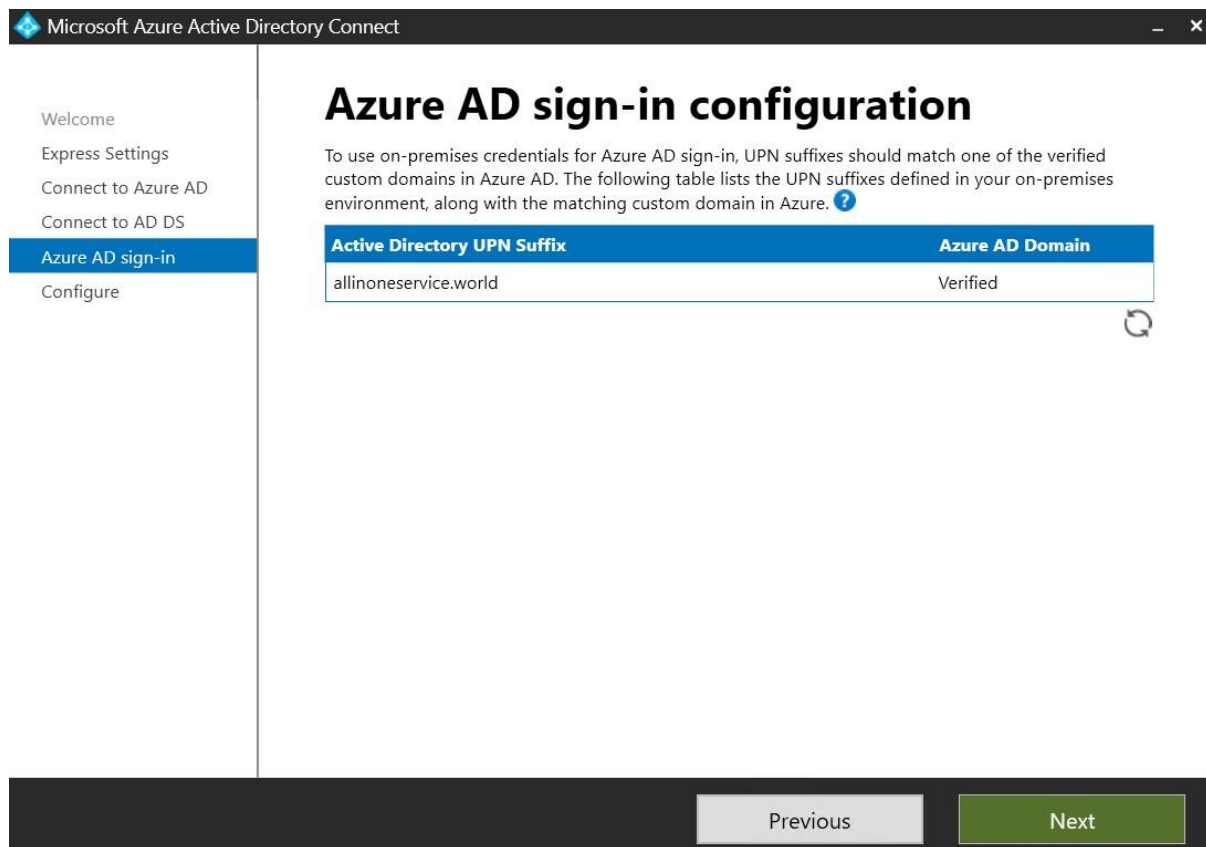 Microsoft Azure Active Directory Connect
Welcome
Express Settings
Connect to Azure AD
Connect to AD DS
Azure AD sign-in
Configure
Azure AD sign-in configuration
To use on-premises credentials for Azure AD sign-in, UPN suffixes should match one of the verified
custom domains in Azure AD. The following table lists the UPN suffixes defined in your on-premises
environment, along with the matching custom domain in Azure. ?
Active Directory UPN Suffix Azure AD Domain
allinoneservice.world Verified
Previous Next